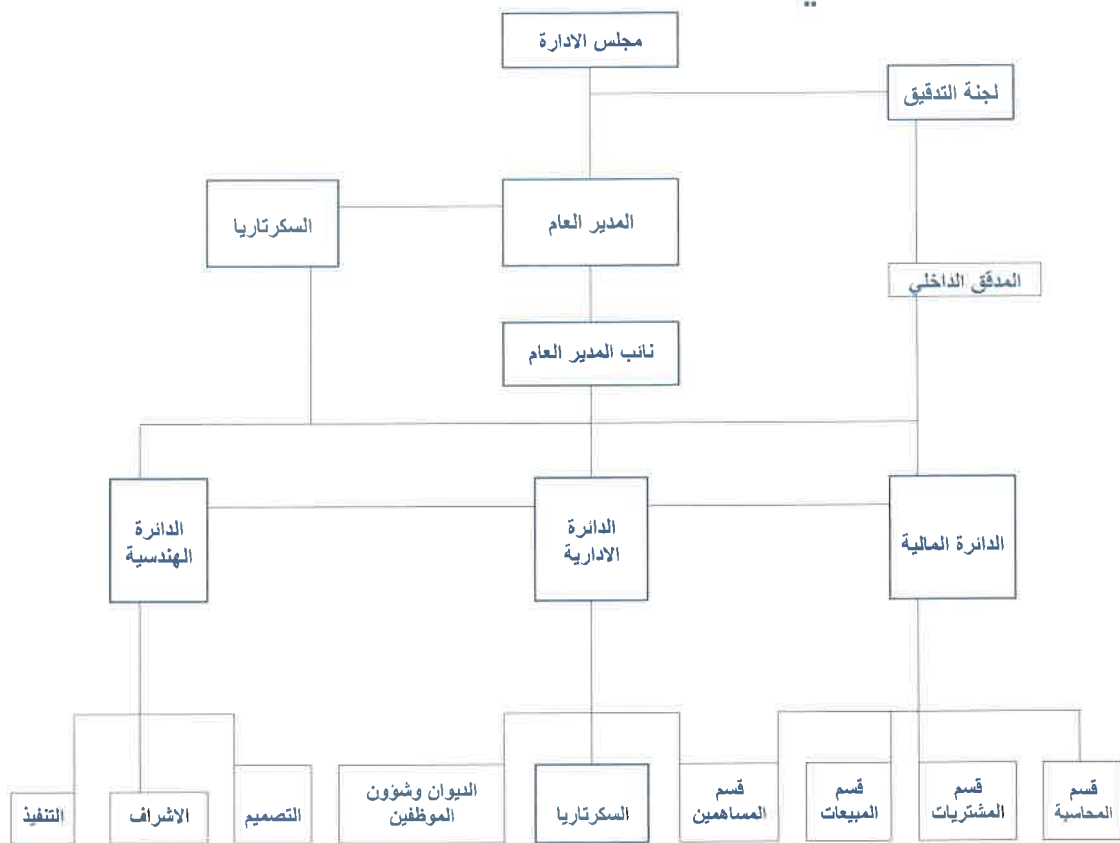 مجلس الادارة
لجنة التدقيق
المدير العام
السكرتاريا
المدقق الداخلي
نائب المدير العام
الدائرة المالية
الدائرة
الادارية
الدائرة
الهندسية
قسم
المحاسبة
قسم
المشتريات
قسم
المبيعات
قسم
المساهمين
السكرتاريا
الديوان وشؤون
الموظفين
التصميم
الاشراف
التنفيذ